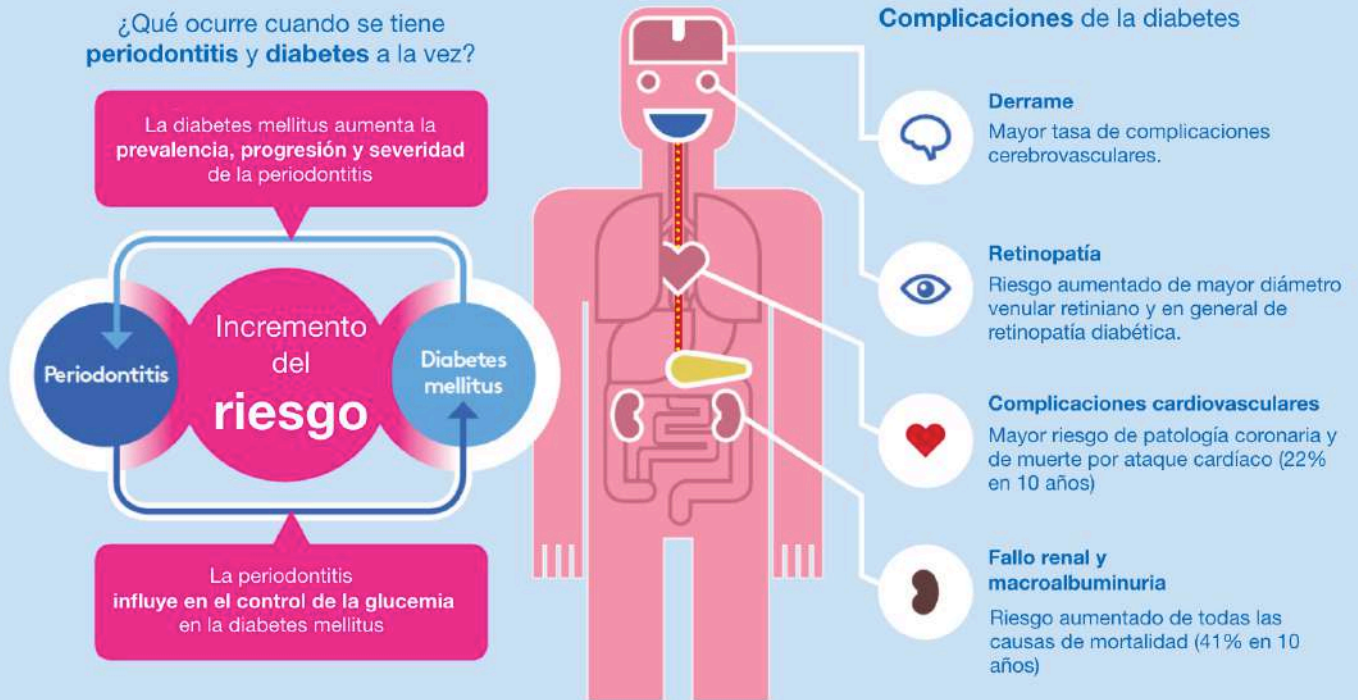 ¿Qué ocurre cuando se tiene
periodontitis y diabetes a la vez?
La diabetes mellitus aumenta la
prevalencia, progresión y severidad
de la periodontitis
Periodontitis
Incremento
del
riesgo
Diabetes
mellitus
La periodontitis
influye en el control de la glucemia
en la diabetes mellitus
Complicaciones de la diabetes
Derrame
Mayor tasa de complicaciones
cerebrovasculares.
Retinopatía
Riesgo aumentado de mayor diámetro
venular retiniano y en general de
retinopatía diabética.
Complicaciones cardiovasculares
Mayor riesgo de patología coronaria y
de muerte por ataque cardíaco (22%
en 10 años)
Fallo renal y
macroalbuminuria
Riesgo aumentado de todas las
causas de mortalidad (41% en 10
años)